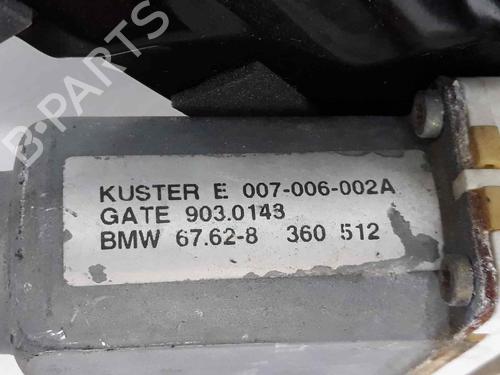 B-PARTS
KUSTER E 007-006-002A
GATE 903.0143
BMW 67.62-8 360 512